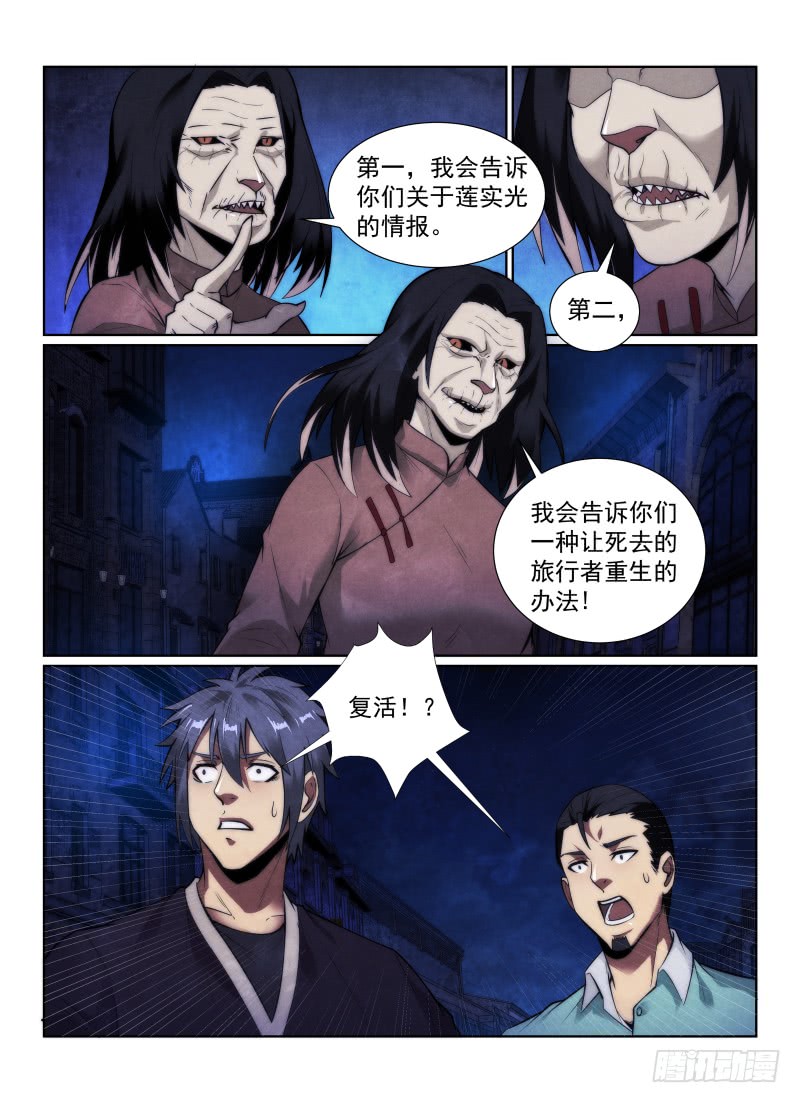 第一，我会告诉
你们关于莲实光
的情报。
第二，
我会告诉你们
一种让死去的
旅行者重生的
办法！
复活！？
腾讯动漫